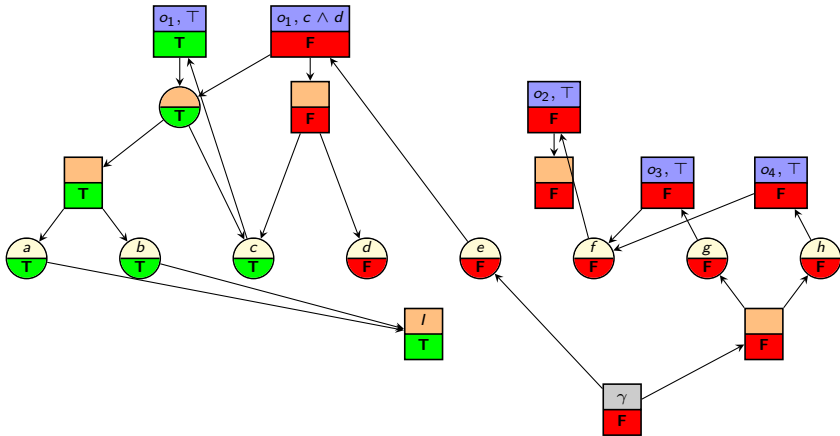 o₁, ⊤
T
o₁, c ∧ d
F
T
F
o₂, ⊤
F
T
F
o₃, ⊤
F
o₄, ⊤
F
a
T
b
T
c
T
d
F
e
F
f
F
g
F
h
F
I
T
F
γ
F